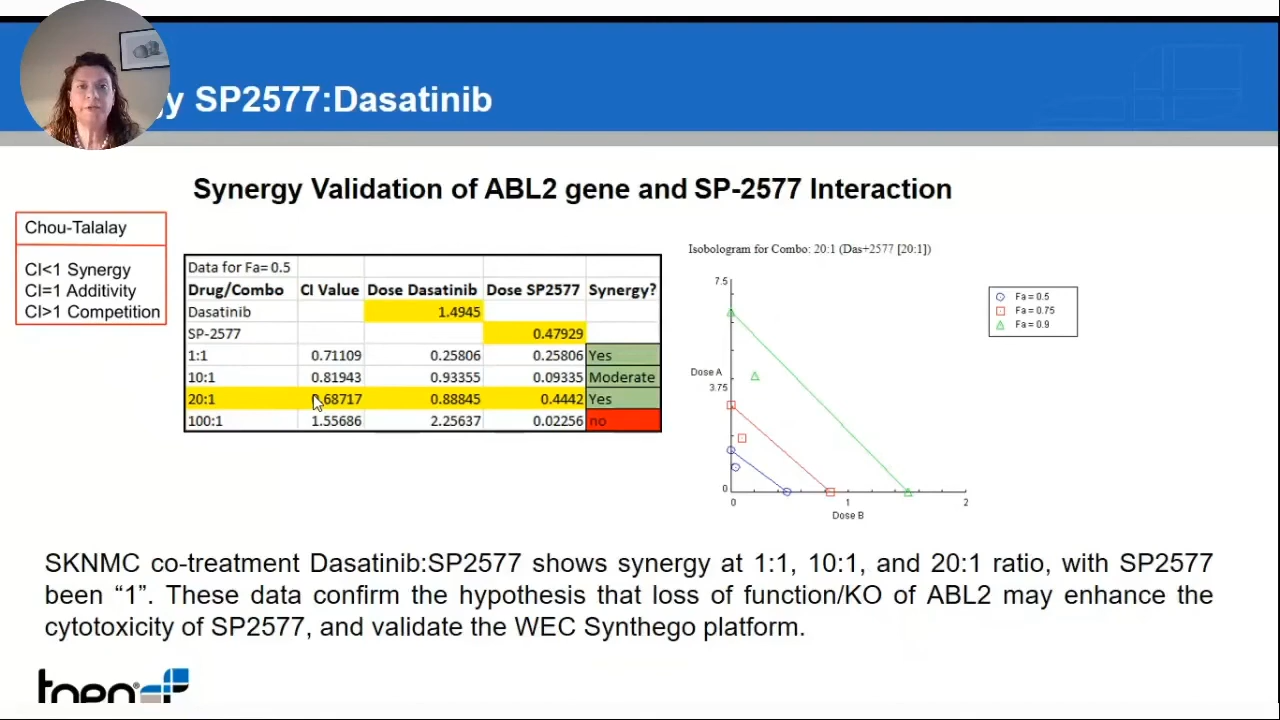 gy SP2577:Dasatinib
Synergy Validation of ABL2 gene and SP-2577 Interaction
Chou-Talalay
CI<1 Synergy
CI=1 Additivity
CI>1 Competition
Data for Fa= 0.5
Drug/Combo CI Value Dose Dasatinib Dose SP2577 Synergy?
Dasatinib 1.4945
SP-2577 0.47929
1:1 0.71109 0.25806 0.25806 Yes
10:1 0.81943 0.93355 0.09335 Moderate
20:1 0.68717 0.88845 0.4442 Yes
100:1 1.55686 2.25637 0.02256 no
Isobologram for Combo: 20:1 (Das+2577 [20:1])
7.5
Dose A
3.75
0
0 1 2
Dose B
Fa = 0.5
Fa = 0.75
Fa = 0.9
SKNMC co-treatment Dasatinib:SP2577 shows synergy at 1:1, 10:1, and 20:1 ratio, with SP2577
been “1”. These data confirm the hypothesis that loss of function/KO of ABL2 may enhance the
cytotoxicity of SP2577, and validate the WEC Synthego platform.